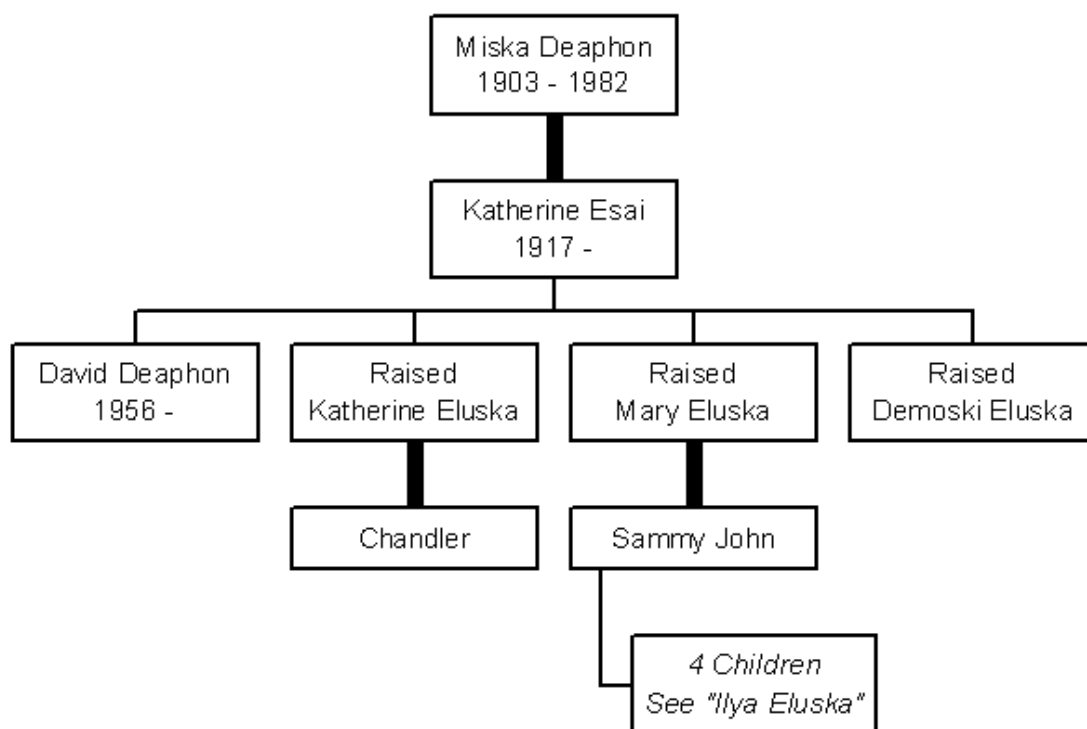 Miska Deaphon
1903 - 1982
Katherine Esai
1917 -
David Deaphon
1956 -
Raised
Katherine Eluska
Raised
Mary Eluska
Raised
Demoski Eluska
Chandler
Sammy John
4 Children
See "Ilya Eluska"